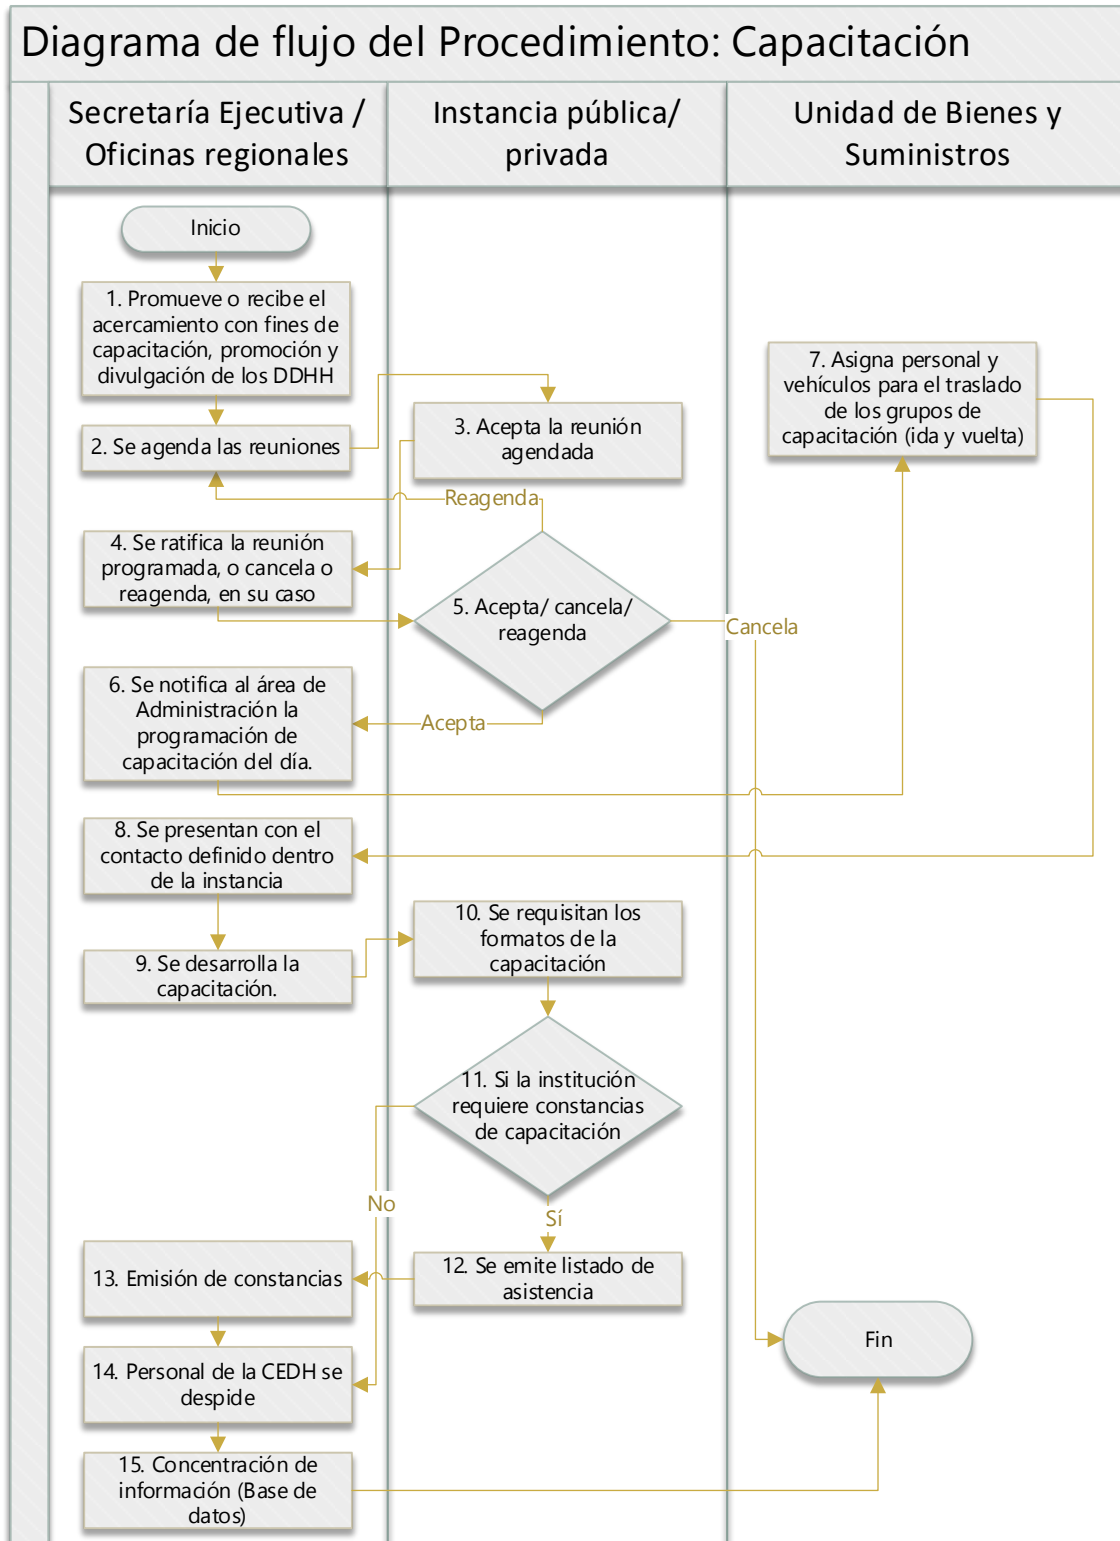 Diagrama de flujo del Procedimiento: Capacitación
Secretaría Ejecutiva /
Oficinas regionales
Instancia pública/
privada
Unidad de Bienes y
Suministros
Inicio
1. Promueve o recibe el
acercamiento con fines de
capacitación, promoción y
divulgación de los DDHH
2. Se agenda las reuniones
3. Acepta la reunión
agendada
Reagenda
4. Se ratifica la reunión
programada, o cancela o
reagenda, en su caso
5. Acepta/ cancela/
reagenda
Cancela
Acepta
6. Se notifica al área de
Administración la
programación de
capacitación del día.
7. Asigna personal y
vehículos para el traslado
de los grupos de
capacitación (ida y vuelta)
8. Se presentan con el
contacto definido dentro
de la instancia
9. Se desarrolla la
capacitación.
10. Se requisitan los
formatos de la
capacitación
11. Si la institución
requiere constancias
de capacitación
No
Sí
12. Se emite listado de
asistencia
13. Emisión de constancias
14. Personal de la CEDH se
despide
15. Concentración de
información (Base de
datos)
Fin